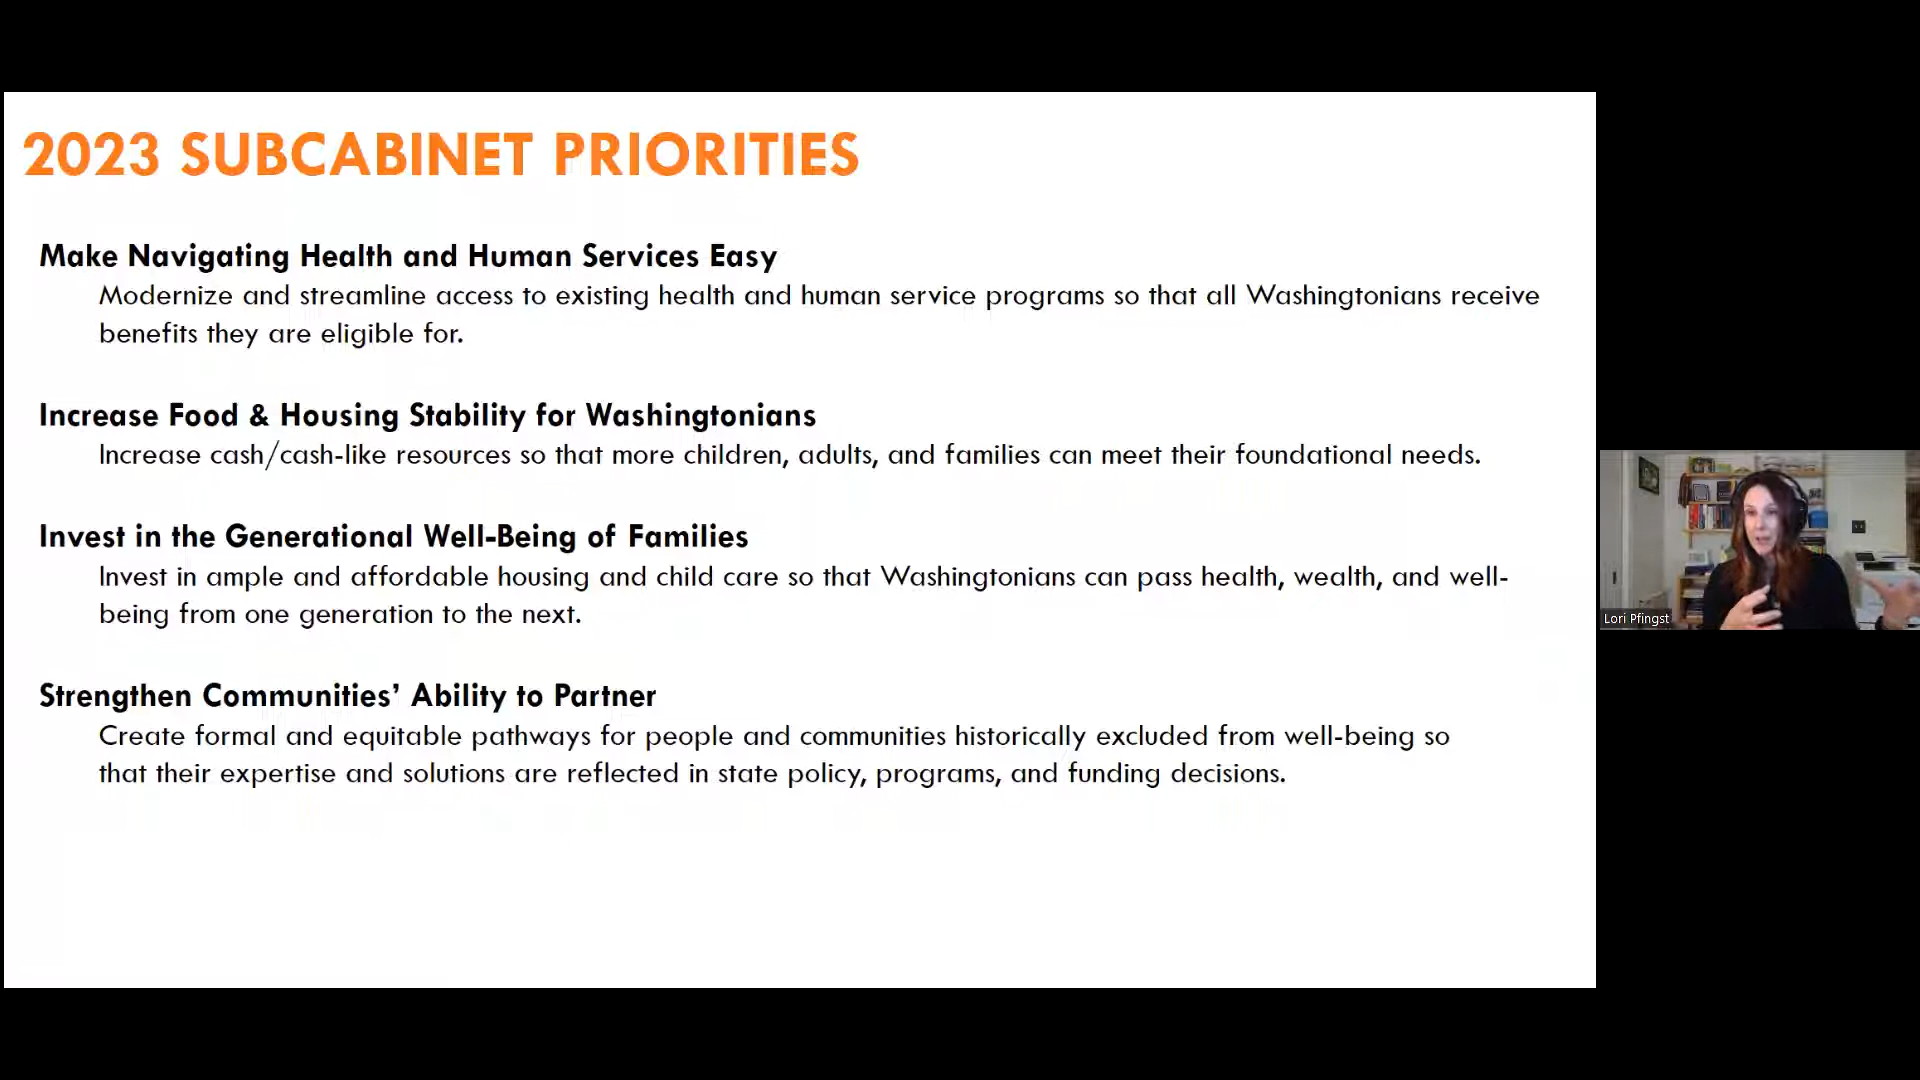 2023 SUBCABINET PRIORITIES
Make Navigating Health and Human Services Easy
Modernize and streamline access to existing health and human service programs so that all Washingtonians receive
benefits they are eligible for.
Increase Food & Housing Stability for Washingtonians
Increase cash/cash-like resources so that more children, adults, and families can meet their foundational needs.
Invest in the Generational Well-Being of Families
Invest in ample and affordable housing and child care so that Washingtonians can pass health, wealth, and well-
being from one generation to the next.
Strengthen Communities’ Ability to Partner
Create formal and equitable pathways for people and communities historically excluded from well-being so
that their expertise and solutions are reflected in state policy, programs, and funding decisions.
Lori Pfingst